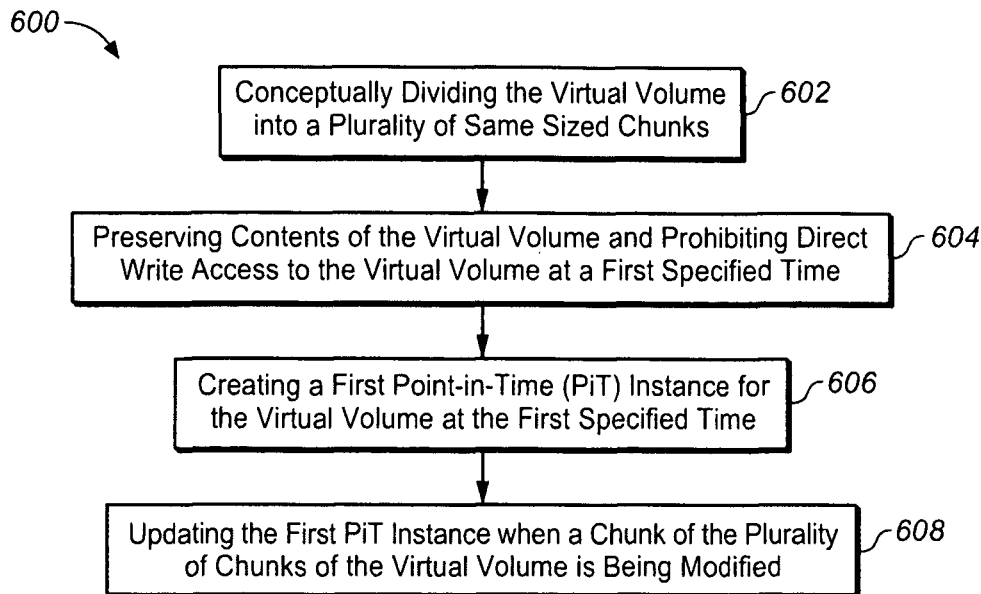 600
Conceptually Dividing the Virtual Volume
into a Plurality of Same Sized Chunks
602
Preserving Contents of the Virtual Volume and Prohibiting Direct
Write Access to the Virtual Volume at a First Specified Time
604
Creating a First Point-in-Time (PiT) Instance for
the Virtual Volume at the First Specified Time
606
Updating the First PiT Instance when a Chunk of the Plurality
of Chunks of the Virtual Volume is Being Modified
608